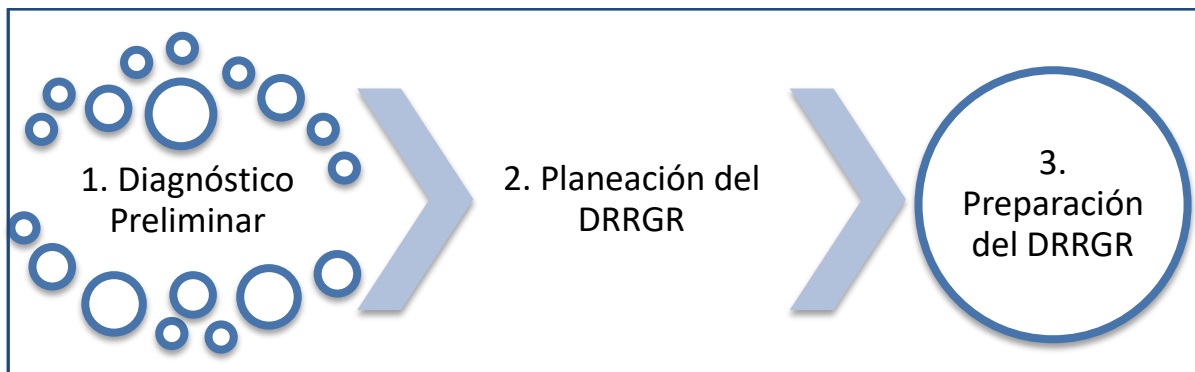 1. Diagnóstico
Preliminar
2. Planeación del
DRRGR
3.
Preparación
del DRRGR